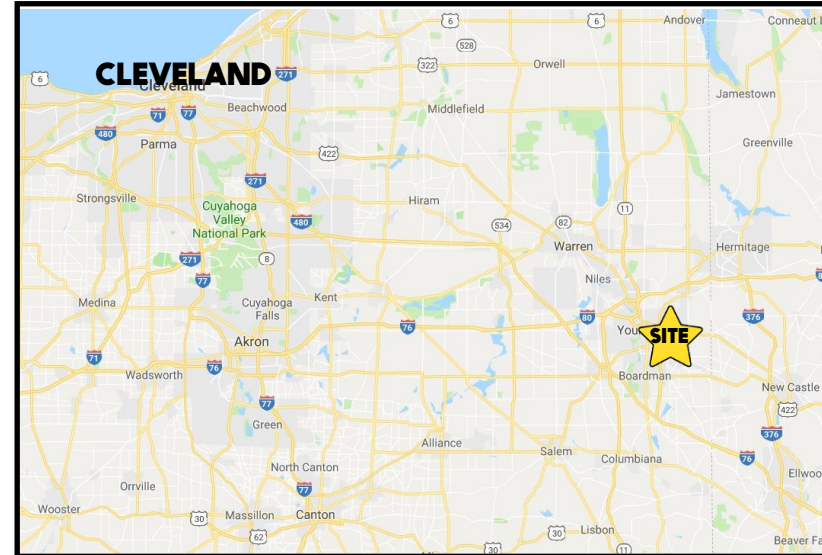 6
6
Andover
Conneaut L
528
322
Orwell
6
CLEVELAND
271
Cleveland
Jamestown
Beachwood
Middlefield
71
77
480
Parma
Greenville
422
271
Strongsville
Hiram
Cuyahoga
Valley
National Park
11
480
534
82
Warren
Hermitage
271
8
77
Niles
Medina
Cuyahoga
Falls
Kent
376
80
76
You
SITE
Akron
71
76
Wadsworth
Boardman
New Castle
77
422
Green
376
Alliance
Salem
Columbiana
76
North Canton
Ellwoo
Orrville
77
Wooster
30
Massillon
Canton
62
30
Lisbon
30
11
Beaver Fa